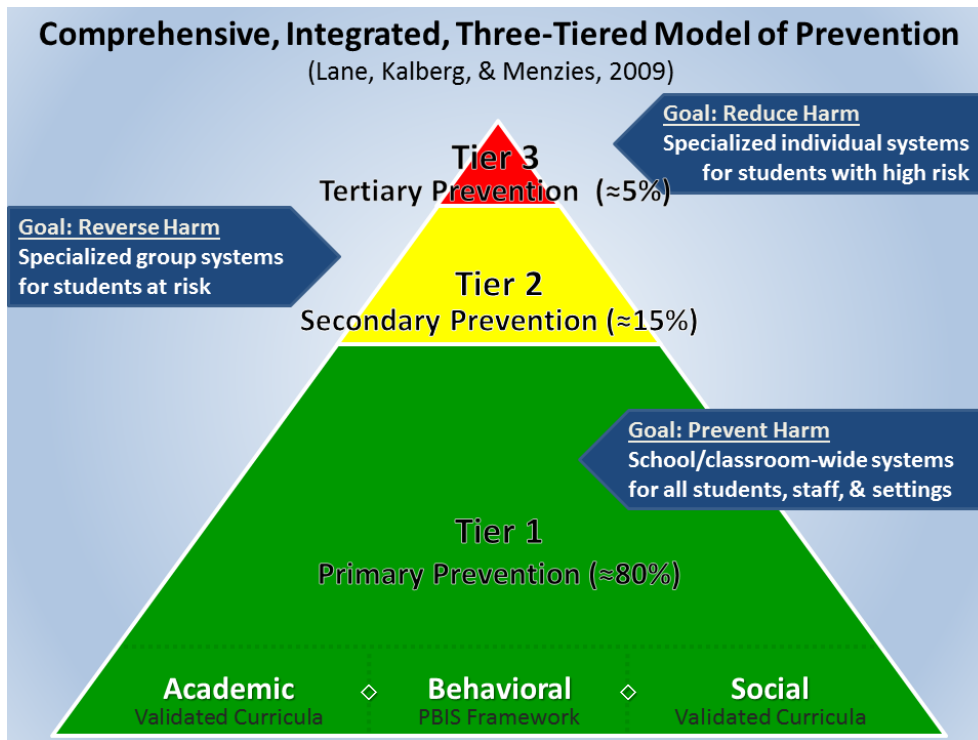 Comprehensive, Integrated, Three-Tiered Model of Prevention
(Lane, Kalberg, & Menzies, 2009)
Goal: Reduce Harm
Specialized individual systems
for students with high risk
Tier 3
Tertiary Prevention (≈5%)
Goal: Reverse Harm
Specialized group systems
for students at risk
Tier 2
Secondary Prevention (≈15%)
Goal: Prevent Harm
School/classroom-wide systems
for all students, staff, & settings
Tier 1
Primary Prevention (≈80%)
Academic ◇ Behavioral ◇ Social
Validated Curricula PBIS Framework Validated Curricula